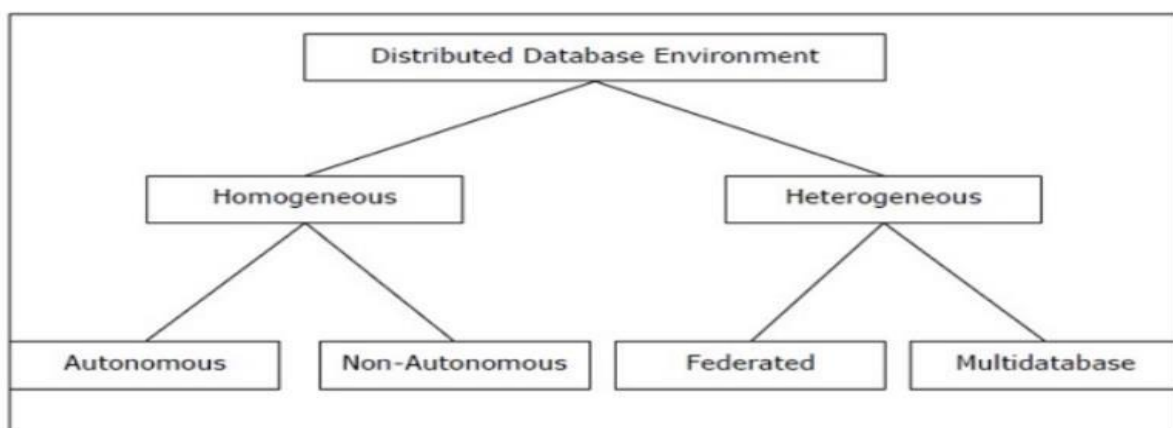 Distributed Database Environment
Homogeneous
Heterogeneous
Autonomous
Non-Autonomous
Federated
Multidatabase